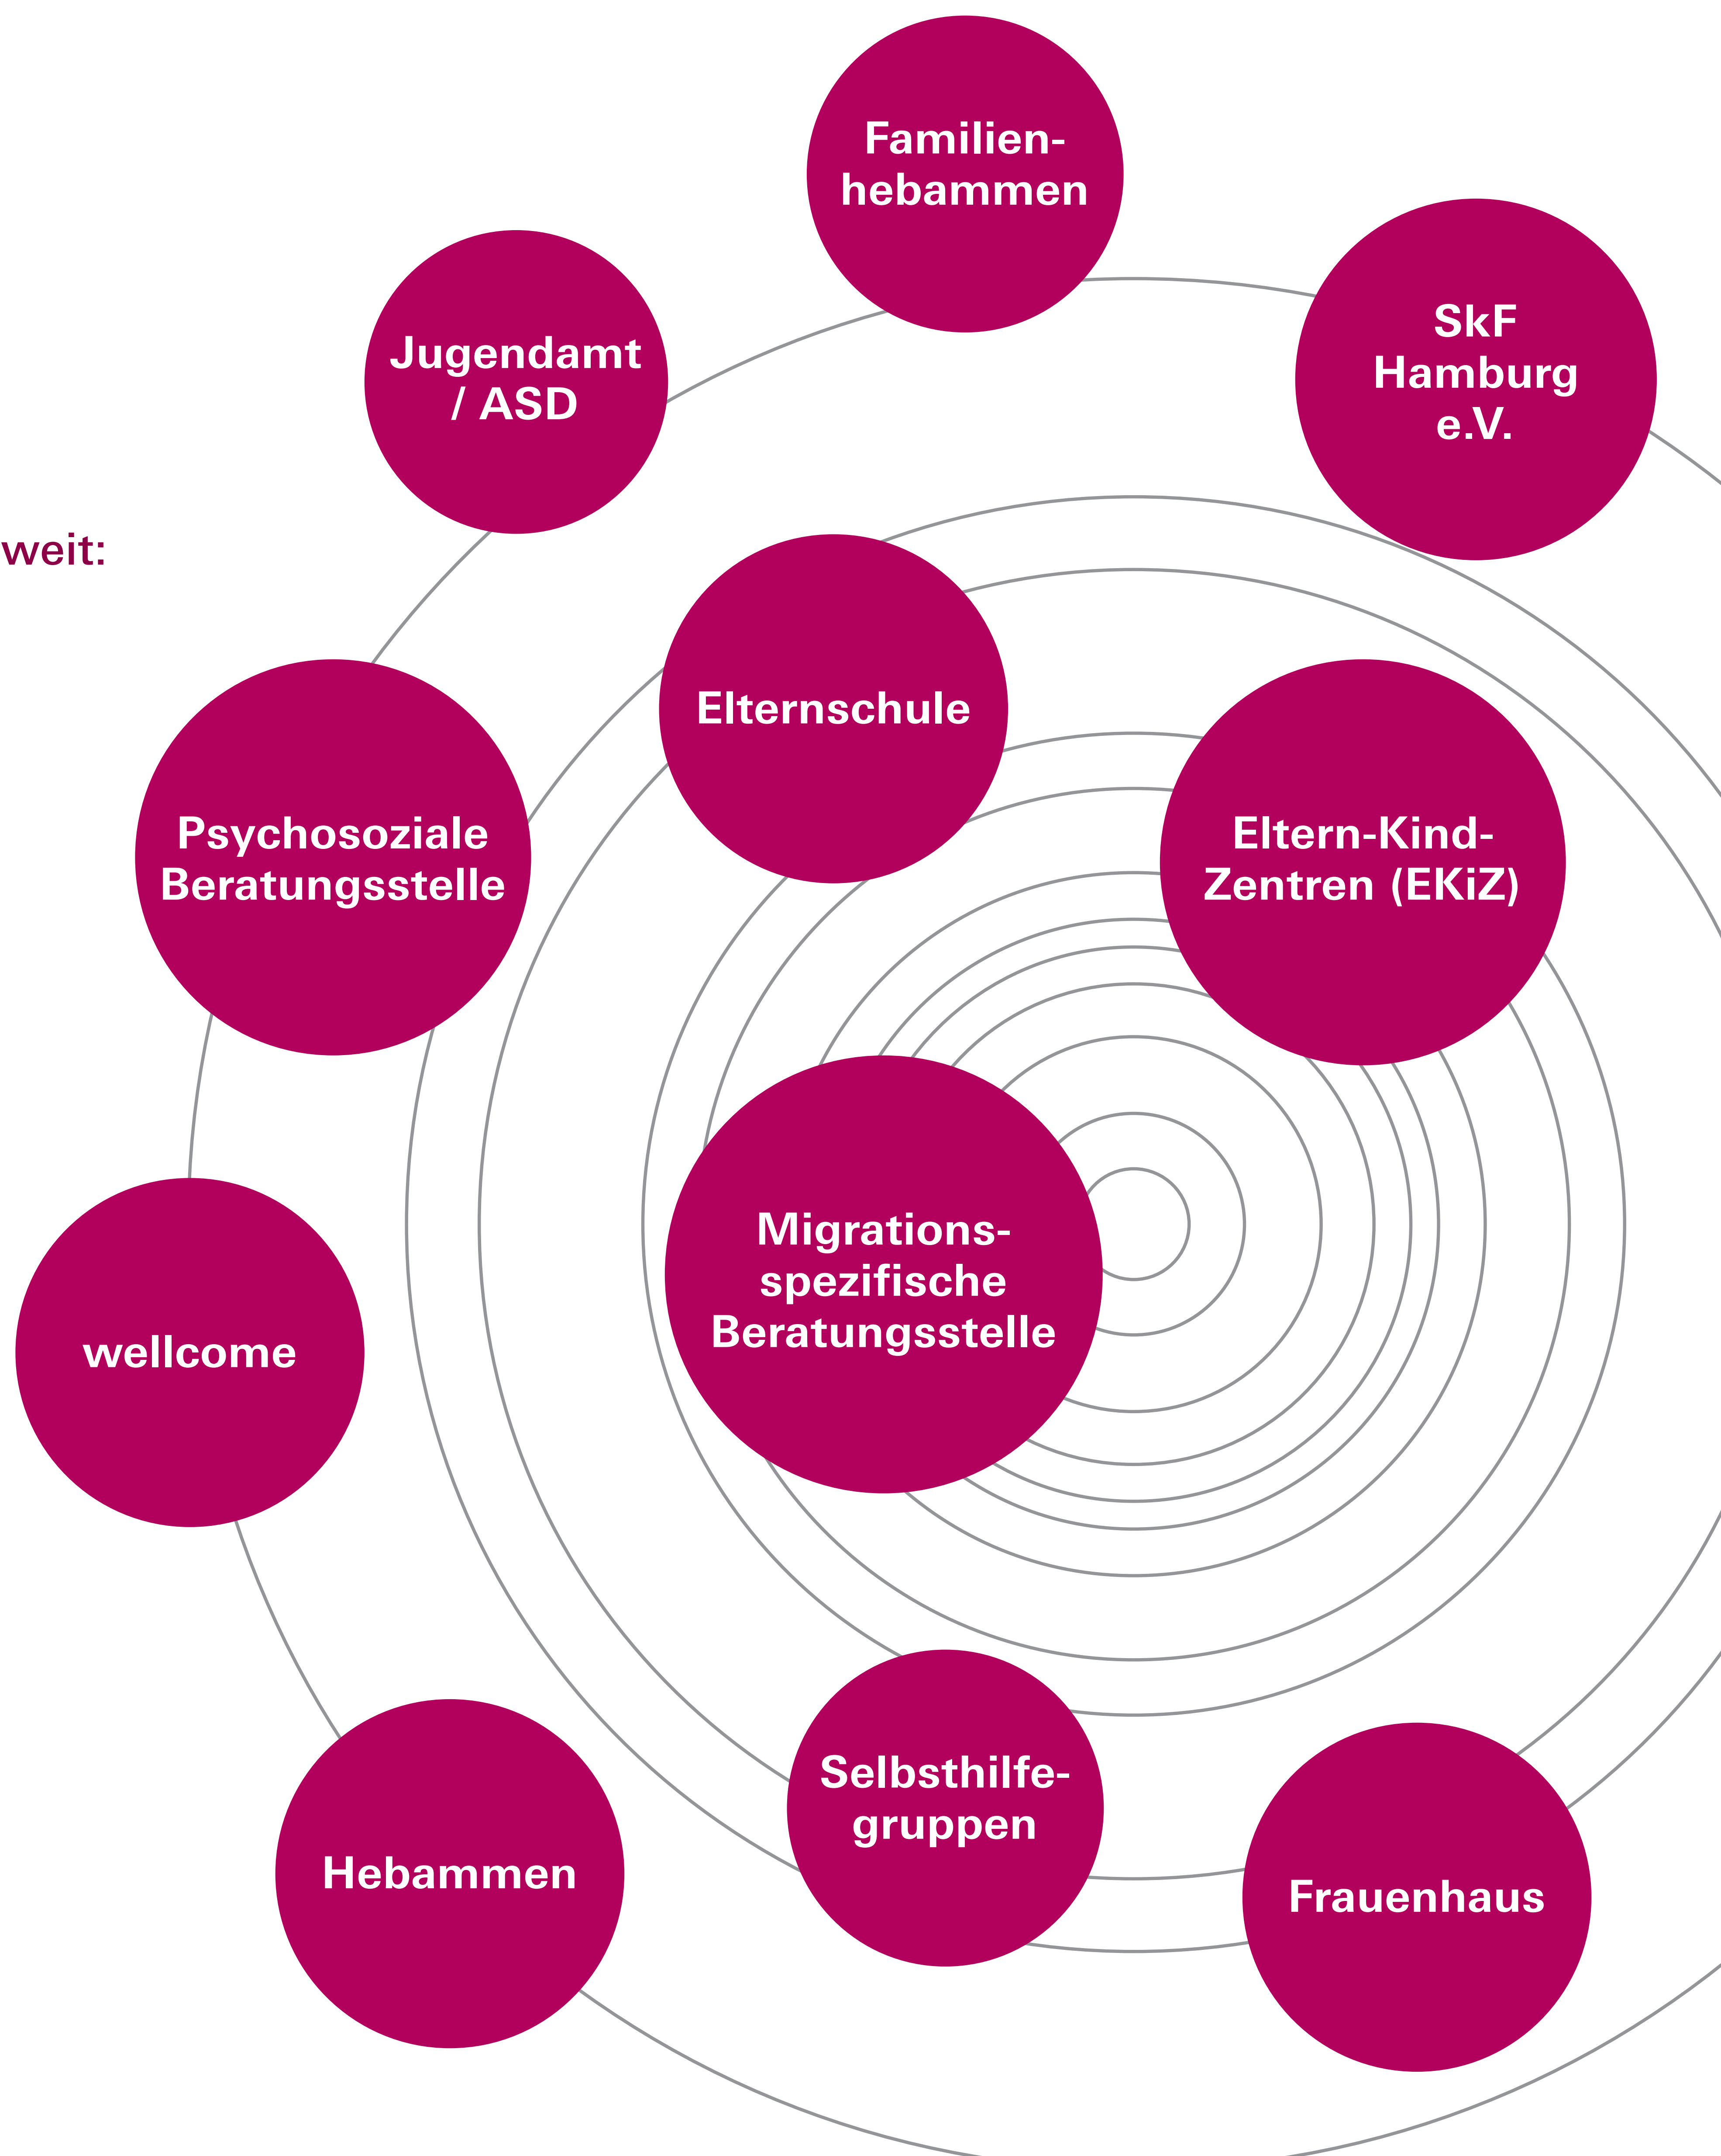 Familien-
hebammen
SkF
Hamburg
e.V.
Jugendamt
/ ASD
weit:
Elternschule
Psychosoziale
Beratungsstelle
Eltern-Kind-
Zentren (EKiZ)
Migrations-
spezifische
Beratungsstelle
wellcome
Selbsthilfe-
gruppen
Hebammen
Frauenhaus